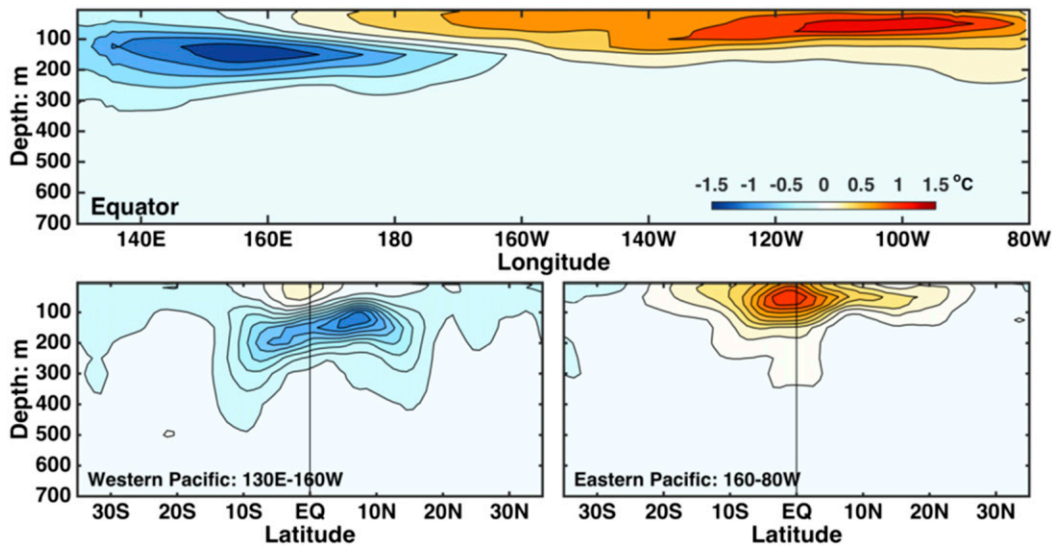 Depth: m
100
200
300
400
500
600
700
Equator
-1.5 -1 -0.5 0 0.5 1 1.5 °C
140E 160E 180 160W 140W 120W 100W 80W
Longitude
Depth: m
100
200
300
400
500
600
700
Western Pacific: 130E-160W
30S 20S 10S EQ 10N 20N 30N
Latitude
Eastern Pacific: 160-80W
30S 20S 10S EQ 10N 20N 30N
Latitude